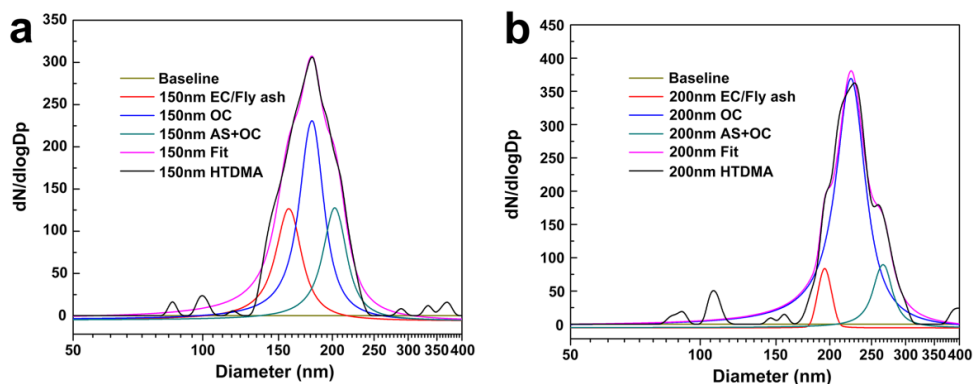 a
350
300
250
200
150
100
50
0
dN/dlogDp
Baseline
150nm EC/Fly ash
150nm OC
150nm AS+OC
150nm Fit
150nm HTDMA
50 100 150 200 250 300 350 400
Diameter (nm)
b
450
400
350
300
250
200
150
100
50
0
dN/dlogDp
Baseline
200nm EC/Fly ash
200nm OC
200nm AS+OC
200nm Fit
200nm HTDMA
50 100 150 200 250 300 350 400
Diameter (nm)